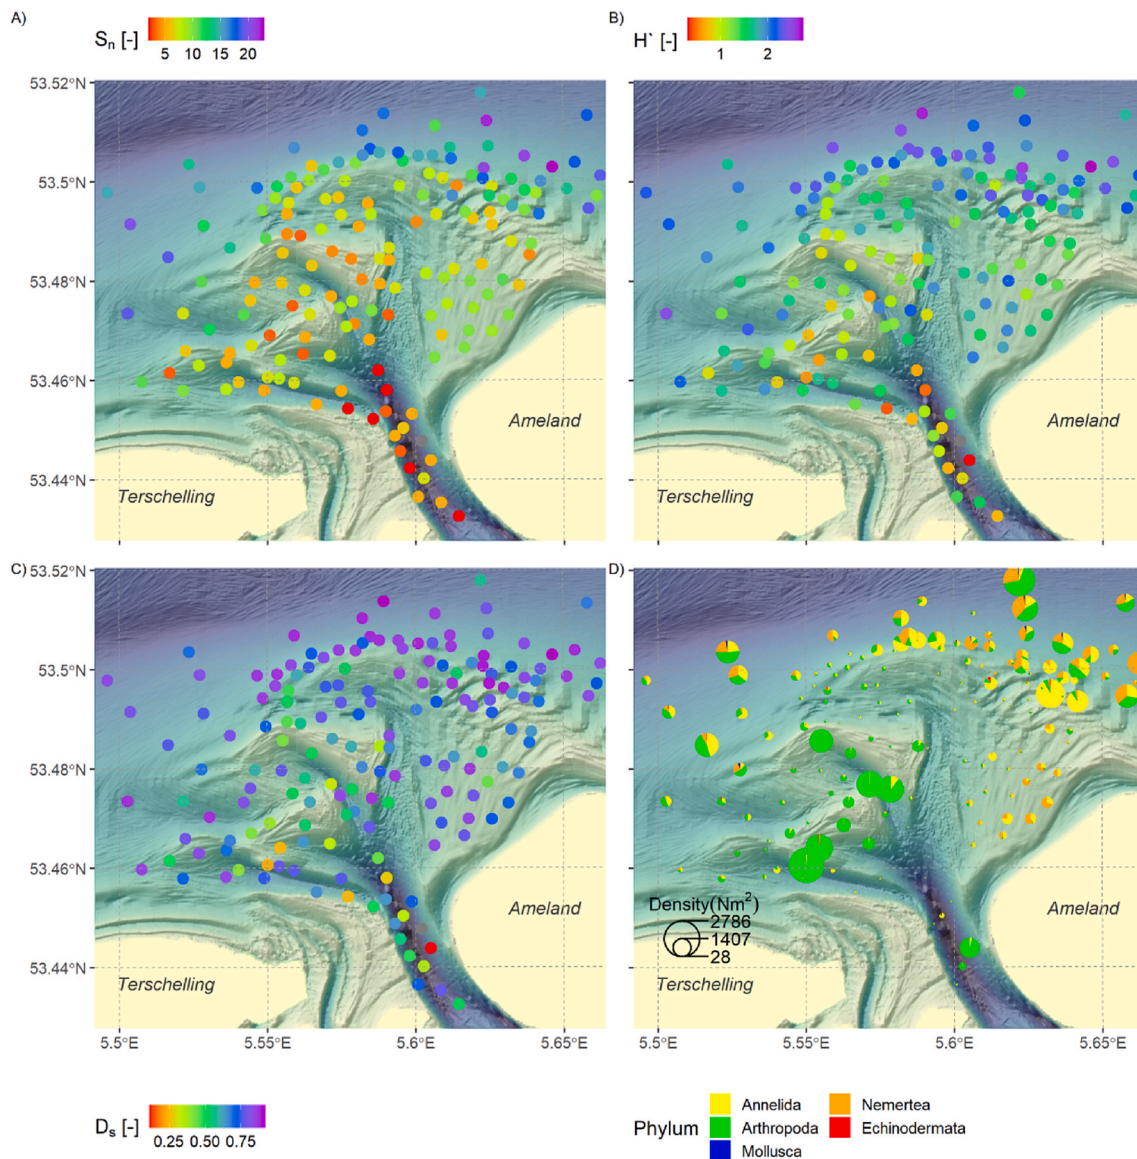 A)
S_n [-]
5 10 15 20
B)
H` [-]
1 2
53.52°N
53.5°N
53.48°N
53.46°N
53.44°N
Ameland
Terschelling
Ameland
Terschelling
C)
D)
53.52°N
53.5°N
53.48°N
53.46°N
53.44°N
Ameland
Terschelling
Density(Nm²)
2786
1407
28
Ameland
Terschelling
5.5°E 5.55°E 5.6°E 5.65°E
5.5°E 5.55°E 5.6°E 5.65°E
D_s [-]
0.25 0.50 0.75
Phylum
Annelida
Arthropoda
Mollusca
Nemertea
Echinodermata